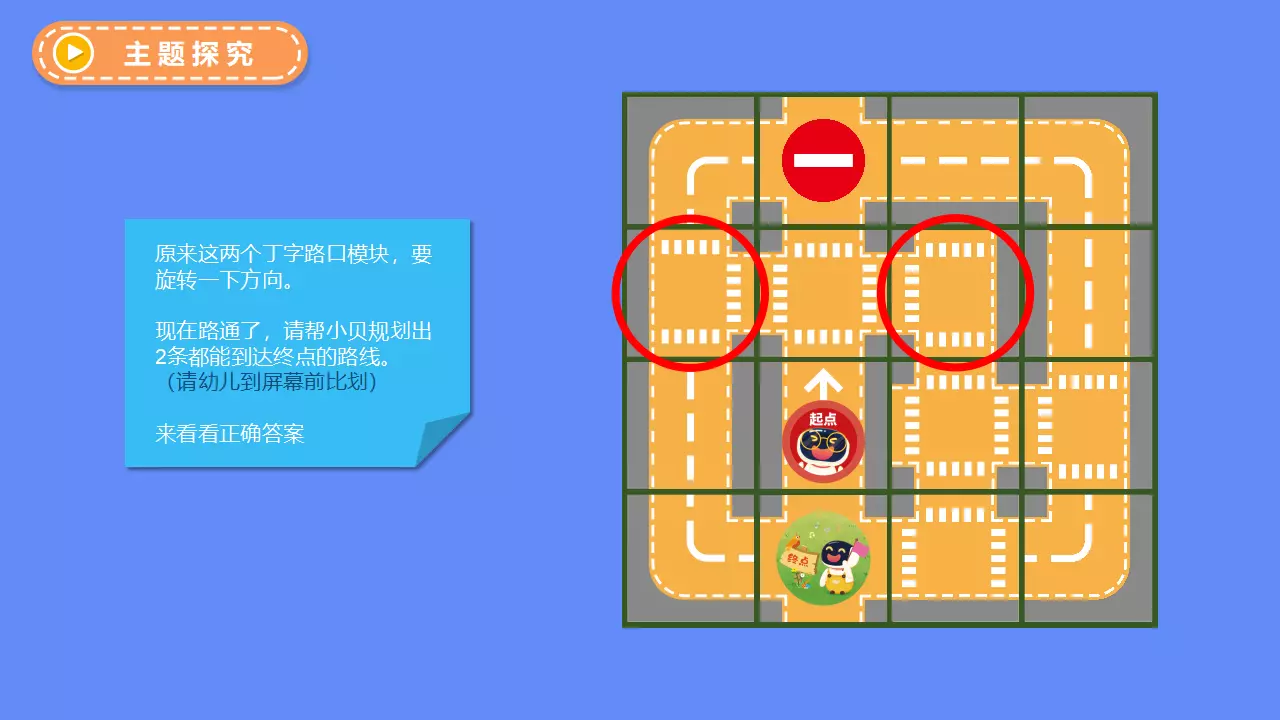 主题探究
原来这两个丁字路口模块，要
旋转一下方向。
现在路通了，请帮小贝规划出
2条都能到达终点的路线。
（请幼儿到屏幕前比划）
来看看正确答案
起点
终点